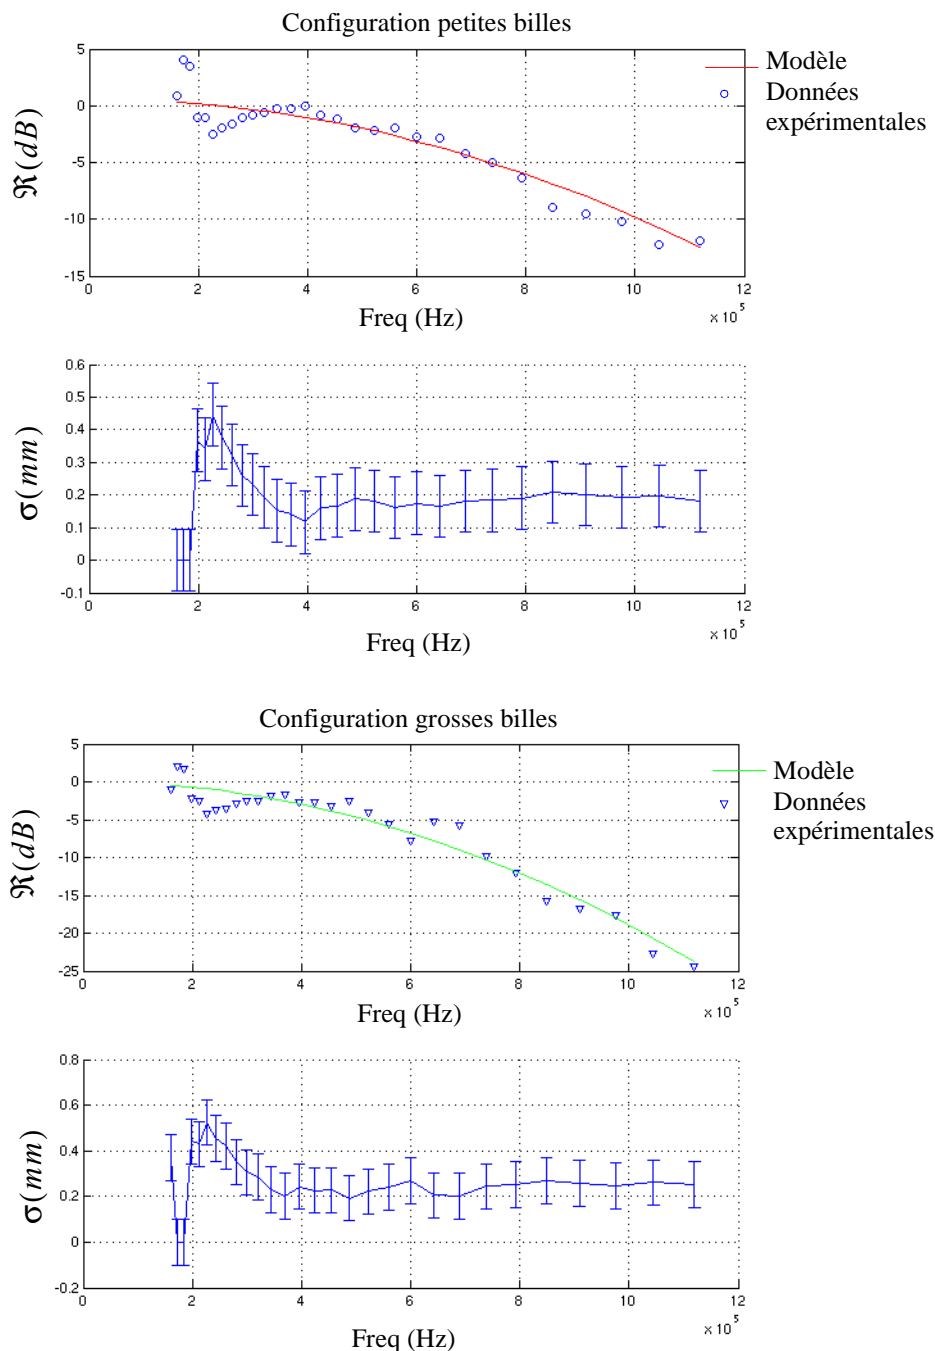 Configuration petites billes
5
0
-5
-10
-15
ℜ(dB)
0 2 4 6 8 10 12
x 10^5
Freq (Hz)
Modèle
Données
expérimentales
0.6
0.5
0.4
0.3
0.2
0.1
0
-0.1
σ(mm)
0 2 4 6 8 10 12
x 10^5
Freq (Hz)
Configuration grosses billes
5
0
-5
-10
-15
-20
-25
ℜ(dB)
0 2 4 6 8 10 12
x 10^5
Freq (Hz)
Modèle
Données
expérimentales
0.8
0.6
0.4
0.2
0
-0.2
σ(mm)
0 2 4 6 8 10 12
x 10^5
Freq (Hz)